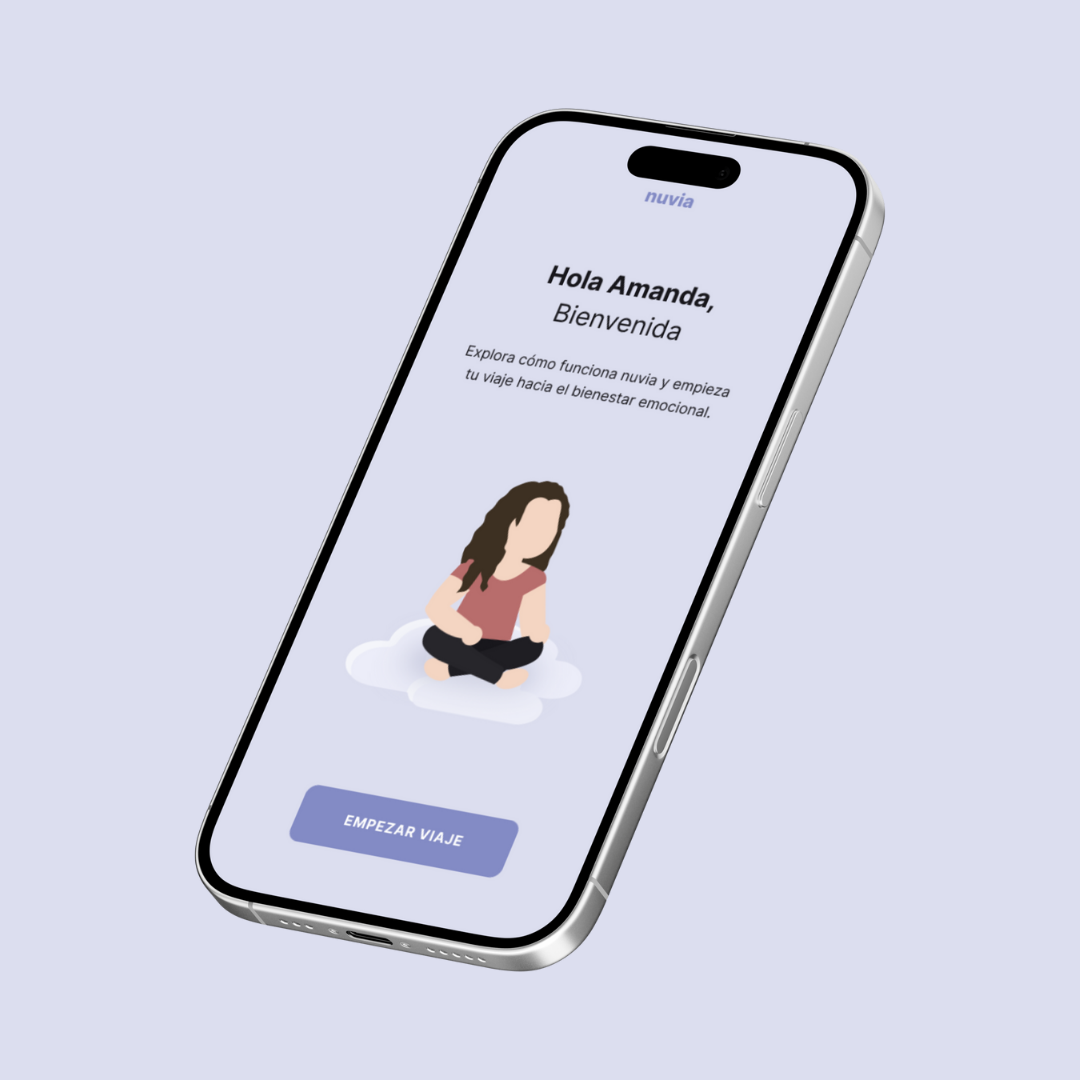 nuvia
Hola Amanda,
Bienvenida
Explora cómo funciona nuvia y empieza
tu viaje hacia el bienestar emocional.
EMPEZAR VIAJE